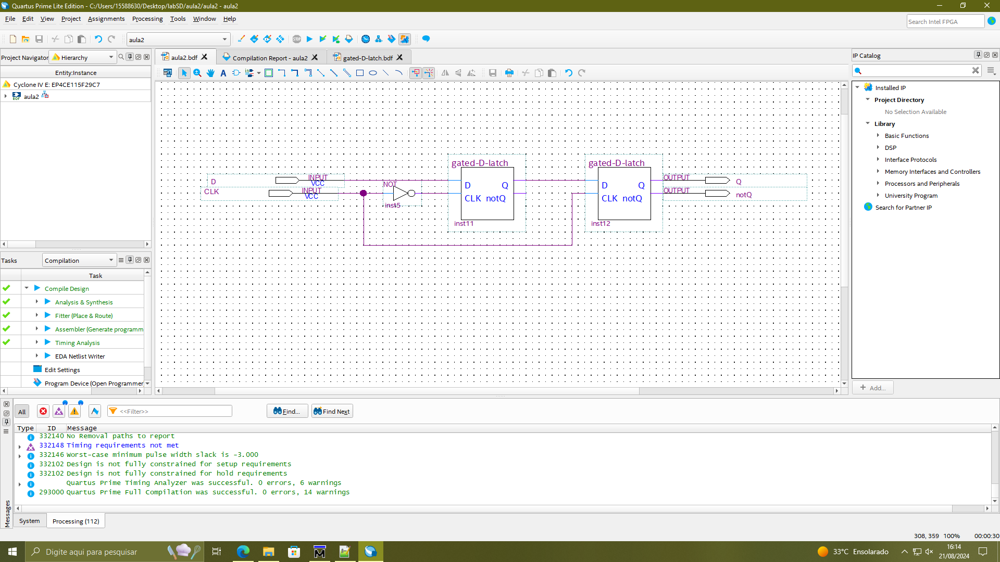 Quartus Prime Lite Edition - C:/Users/15588630/Desktop/labSD/aula2/aula2 - aula2
File Edit View Project Assignments Processing Tools Window Help
Search Intel FPGA
aula2
Project Navigator Hierarchy
aula2.bdf
Compilation Report - aula2
gated-D-latch.bdf
IP Catalog
Entity:Instance
Cyclone IV E: EP4CE115F29C7
aula2
Installed IP
Project Directory
No Selection Available
Library
Basic Functions
DSP
Interface Protocols
Memory Interfaces and Controllers
Processors and Peripherals
University Program
Search for Partner IP
Add...
gated-D-latch
gated-D-latch
D INPUT VCC
CLK INPUT VCC
NOT
inst5
D Q
CLK notQ
inst11
D Q
CLK notQ
inst12
OUTPUT Q
OUTPUT notQ
Tasks Compilation
Task
Compile Design
Analysis & Synthesis
Fitter (Place & Route)
Assembler (Generate programm
Timing Analysis
EDA Netlist Writer
Edit Settings
Program Device (Open Programmer
All
<<Filter>>
Find...
Find Next
Type ID Message
332140 No Removal paths to report
332148 Timing requirements not met
332146 Worst-case minimum pulse width slack is -3.000
332102 Design is not fully constrained for setup requirements
332102 Design is not fully constrained for hold requirements
Quartus Prime Timing Analyzer was successful. 0 errors, 6 warnings
293000 Quartus Prime Full Compilation was successful. 0 errors, 14 warnings
Messages
System Processing (112)
308, 359 100% 00:00:30
Digite aqui para pesquisar
33°C Ensolarado
16:14
21/08/2024